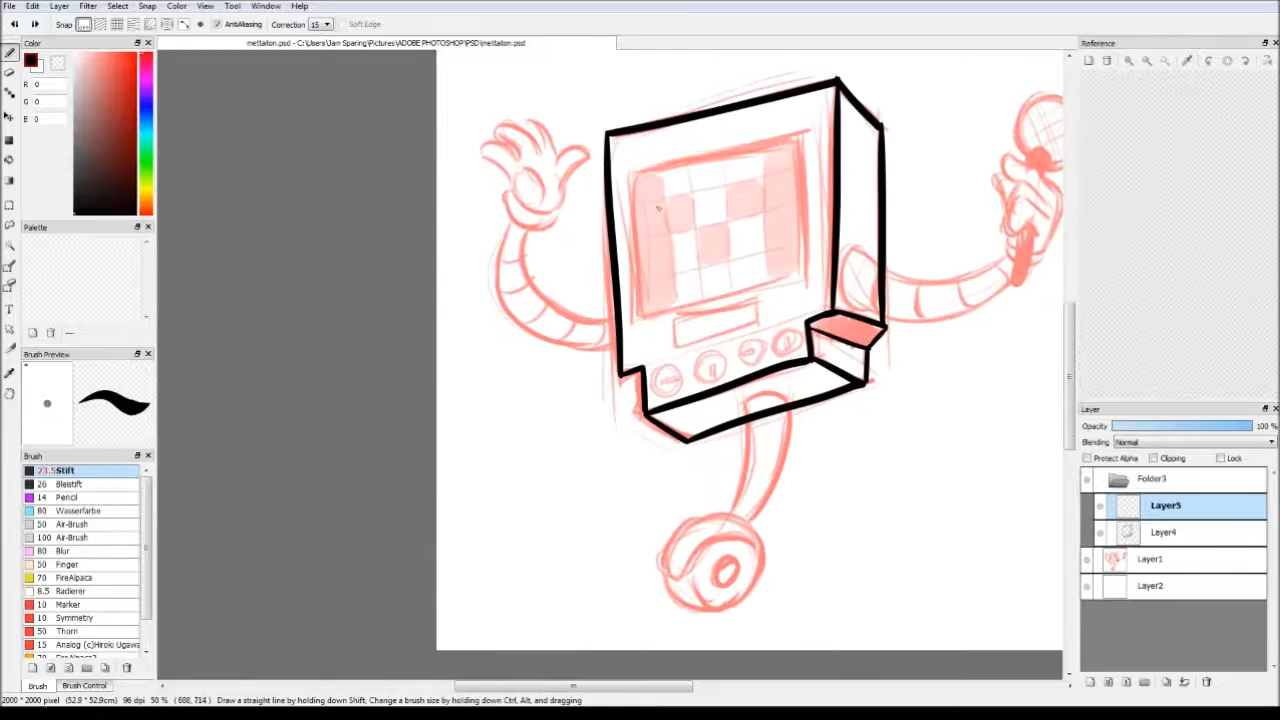 File Edit Layer Filter Select Snap Color View Tool Window Help
Snap AntiAliasing Correction 15 Soft Edge
mettaton.psd - C:\Users\Jam Sparing\Pictures\ADOBE PHOTOSHOP\PSD\mettaton.psd
Color
R 0
G 0
B 0
Palette
---
Brush Preview
Brush
23.5 Stift
26 Bleistift
14 Pencil
80 Wasserfarbe
50 Air-Brush
100 Air-Brush
80 Blur
50 Finger
70 FireAlpaca
8.5 Radierer
10 Marker
10 Symmetry
50 Thorn
15 Analog (c)Hiroki Ugawa
Brush Brush Control
2000 * 2000 pixel (52.9 * 52.9cm) 96 dpi 50 % ( 686, 714 ) Draw a straight line by holding down Shift, Change a brush size by holding down Ctrl, Alt, and dragging
Reference
Layer
Opacity 100 %
Blending Normal
Protect Alpha Clipping Lock
Folder3
Layer5
Layer4
Layer1
Layer2